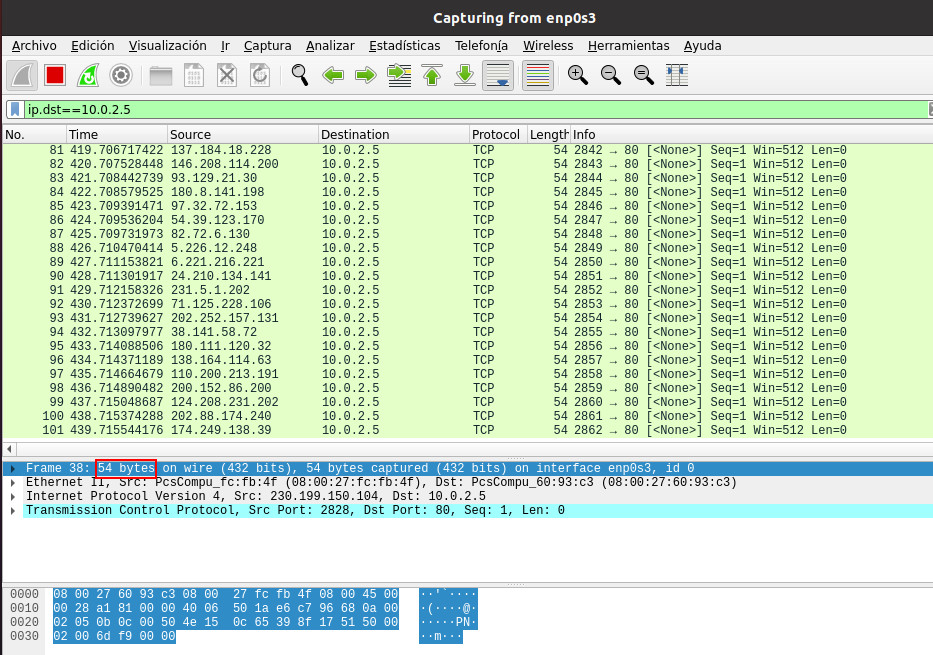 Capturing from enp0s3
Archivo Edición Visualización Ir Captura Analizar Estadísticas Telefonía Wireless Herramientas Ayuda
ip.dst==10.0.2.5
No. Time Source Destination Protocol Length Info
81 419.706717422 137.184.18.228 10.0.2.5 TCP 54 2842 → 80 [<None>] Seq=1 Win=512 Len=0
82 420.707528448 146.208.114.200 10.0.2.5 TCP 54 2843 → 80 [<None>] Seq=1 Win=512 Len=0
83 421.708442739 93.129.21.30 10.0.2.5 TCP 54 2844 → 80 [<None>] Seq=1 Win=512 Len=0
84 422.708579525 180.8.141.198 10.0.2.5 TCP 54 2845 → 80 [<None>] Seq=1 Win=512 Len=0
85 423.709391471 97.32.72.153 10.0.2.5 TCP 54 2846 → 80 [<None>] Seq=1 Win=512 Len=0
86 424.709536204 54.39.123.170 10.0.2.5 TCP 54 2847 → 80 [<None>] Seq=1 Win=512 Len=0
87 425.709731973 82.72.6.130 10.0.2.5 TCP 54 2848 → 80 [<None>] Seq=1 Win=512 Len=0
88 426.710470414 5.226.12.248 10.0.2.5 TCP 54 2849 → 80 [<None>] Seq=1 Win=512 Len=0
89 427.711153821 6.221.216.221 10.0.2.5 TCP 54 2850 → 80 [<None>] Seq=1 Win=512 Len=0
90 428.711301917 24.210.134.141 10.0.2.5 TCP 54 2851 → 80 [<None>] Seq=1 Win=512 Len=0
91 429.712158326 231.5.1.202 10.0.2.5 TCP 54 2852 → 80 [<None>] Seq=1 Win=512 Len=0
92 430.712372699 71.125.228.106 10.0.2.5 TCP 54 2853 → 80 [<None>] Seq=1 Win=512 Len=0
93 431.712739627 202.252.157.131 10.0.2.5 TCP 54 2854 → 80 [<None>] Seq=1 Win=512 Len=0
94 432.713097977 38.141.58.72 10.0.2.5 TCP 54 2855 → 80 [<None>] Seq=1 Win=512 Len=0
95 433.714088506 180.111.120.32 10.0.2.5 TCP 54 2856 → 80 [<None>] Seq=1 Win=512 Len=0
96 434.714371189 138.164.114.63 10.0.2.5 TCP 54 2857 → 80 [<None>] Seq=1 Win=512 Len=0
97 435.714664679 110.200.213.191 10.0.2.5 TCP 54 2858 → 80 [<None>] Seq=1 Win=512 Len=0
98 436.714890482 200.152.86.200 10.0.2.5 TCP 54 2859 → 80 [<None>] Seq=1 Win=512 Len=0
99 437.715048687 124.208.231.202 10.0.2.5 TCP 54 2860 → 80 [<None>] Seq=1 Win=512 Len=0
100 438.715374288 202.88.174.240 10.0.2.5 TCP 54 2861 → 80 [<None>] Seq=1 Win=512 Len=0
101 439.715544176 174.249.138.39 10.0.2.5 TCP 54 2862 → 80 [<None>] Seq=1 Win=512 Len=0
Frame 38: 54 bytes on wire (432 bits), 54 bytes captured (432 bits) on interface enp0s3, id 0
Ethernet II, Src: PcsCompu_fc:fb:4f (08:00:27:fc:fb:4f), Dst: PcsCompu_60:93:c3 (08:00:27:60:93:c3)
Internet Protocol Version 4, Src: 230.199.150.104, Dst: 10.0.2.5
Transmission Control Protocol, Src Port: 2828, Dst Port: 80, Seq: 1, Len: 0
0000 08 00 27 60 93 c3 08 00 27 fc fb 4f 08 00 45 00 ··'`····
0010 00 28 a1 81 00 00 40 06 50 1a e6 c7 96 68 0a 00 ·(····@·
0020 02 05 0b 0c 00 50 4e 15 0c 65 39 8f 17 51 50 00 ·····PN·
0030 02 00 6d f9 00 00 ··m···